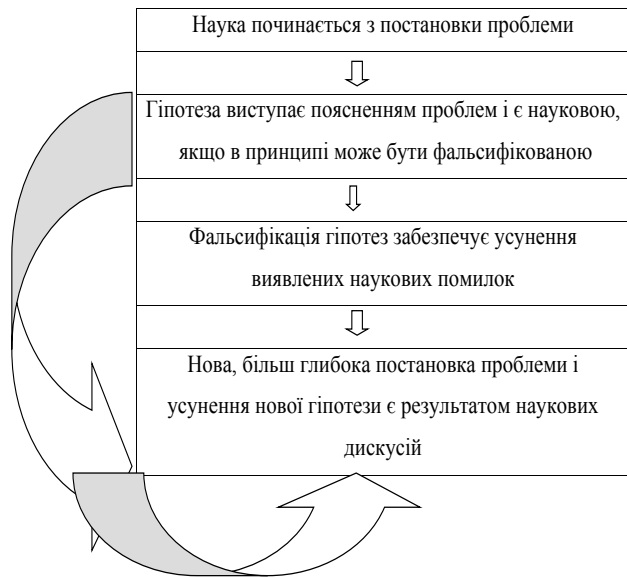 Наука починається з постановки проблеми
Гіпотеза виступає поясненням проблем і є науковою,
якщо в принципі може бути фальсифікованою
Фальсифікація гіпотез забезпечує усунення
виявлених наукових помилок
Нова, більш глибока постановка проблеми і
усунення нової гіпотези є результатом наукових
дискусій